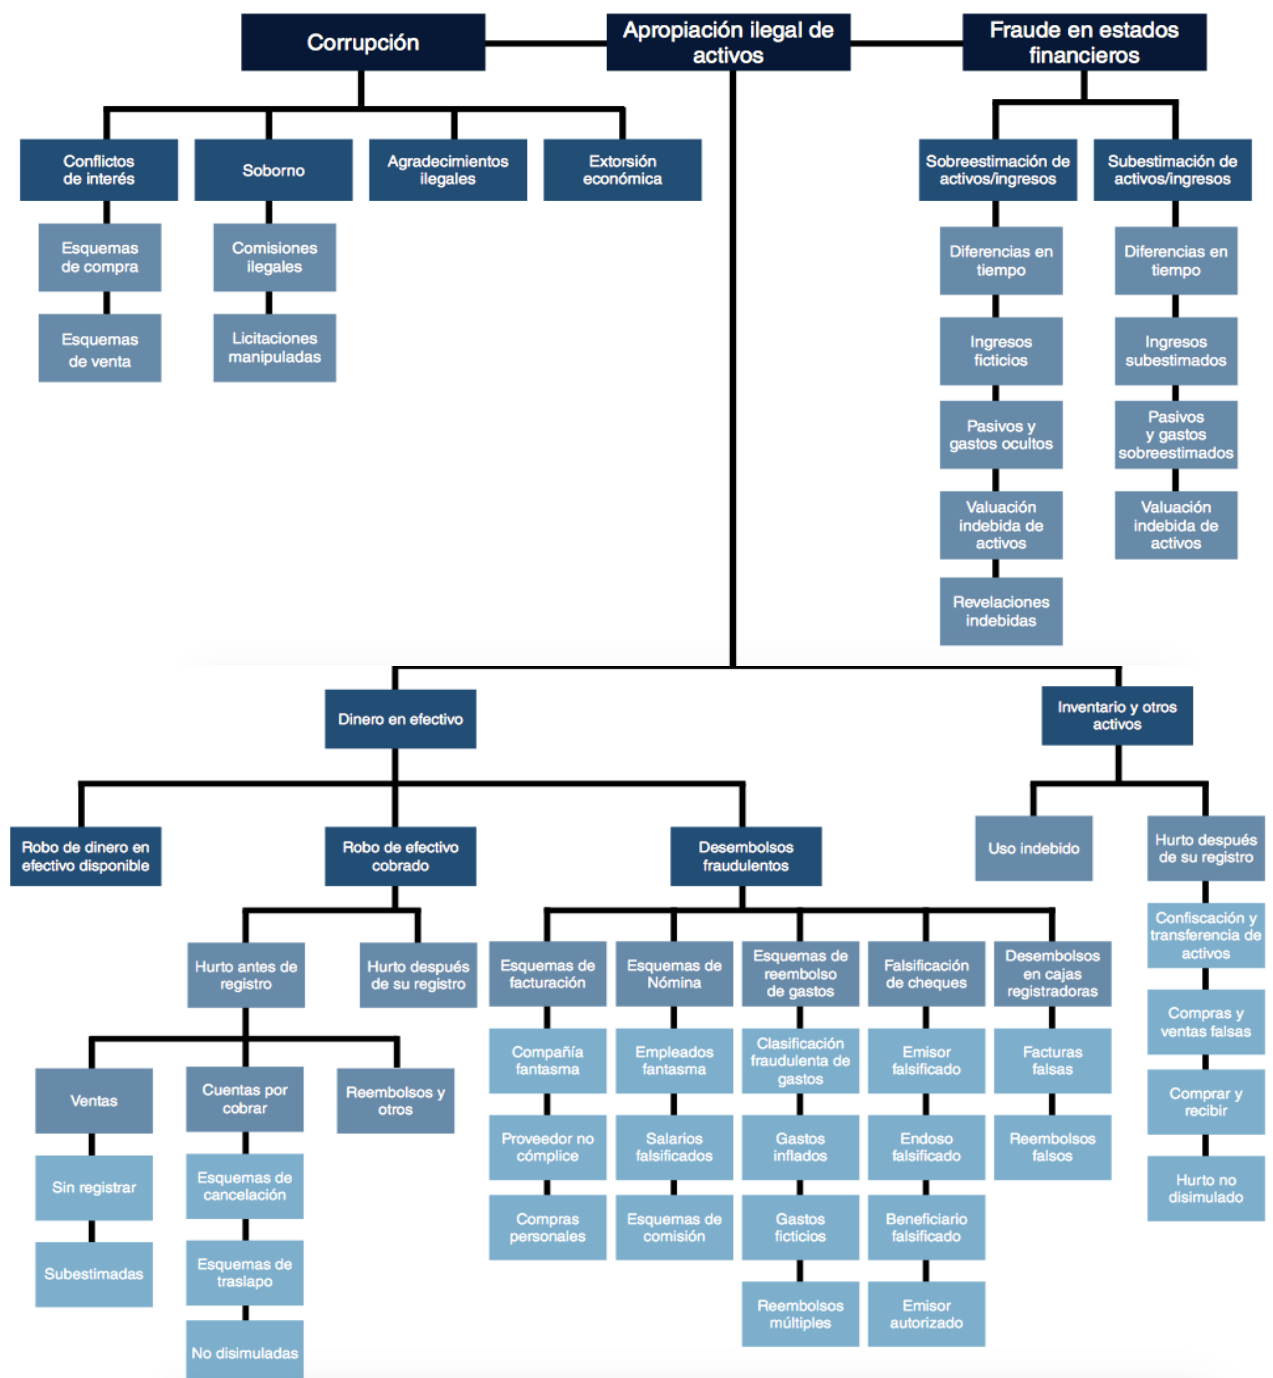 Corrupción
Apropiación ilegal de
activos
Fraude en estados
financieros
Conflictos
de interés
Soborno
Agradecimientos
ilegales
Extorsión
económica
Sobreestimación de
activos/ingresos
Subestimación de
activos/ingresos
Esquemas
de compra
Comisiones
ilegales
Diferencias en
tiempo
Diferencias en
tiempo
Esquemas
de venta
Licitaciones
manipuladas
Ingresos
ficticios
Ingresos
subestimados
Pasivos y
gastos ocultos
Pasivos
y gastos
sobreestimados
Valuación
indebida de
activos
Valuación
indebida de
activos
Revelaciones
indebidas
Dinero en efectivo
Inventario y otros
activos
Robo de dinero en
efectivo disponible
Robo de efectivo
cobrado
Desembolsos
fraudulentos
Uso indebido
Hurto después
de su registro
Hurto antes de
registro
Hurto después
de su registro
Esquemas de
facturación
Esquemas de
Nómina
Esquemas de
reembolso
de gastos
Falsificación
de cheques
Desembolsos
en cajas
registradoras
Confiscación y
transferencia de
activos
Compañía
fantasma
Empleados
fantasma
Clasificación
fraudulenta de
gastos
Emisor
falsificado
Facturas
falsas
Compras y
ventas falsas
Ventas
Cuentas por
cobrar
Reembolsos y
otros
Comprar y
recibir
Proveedor no
cómplice
Salarios
falsificados
Gastos
inflados
Endoso
falsificado
Reembolsos
falsos
Sin registrar
Esquemas de
cancelación
Hurto no
disimulado
Compras
personales
Esquemas de
comisión
Gastos
ficticios
Beneficiario
falsificado
Subestimadas
Esquemas de
traslapo
Reembolsos
múltiples
Emisor
autorizado
No disimuladas